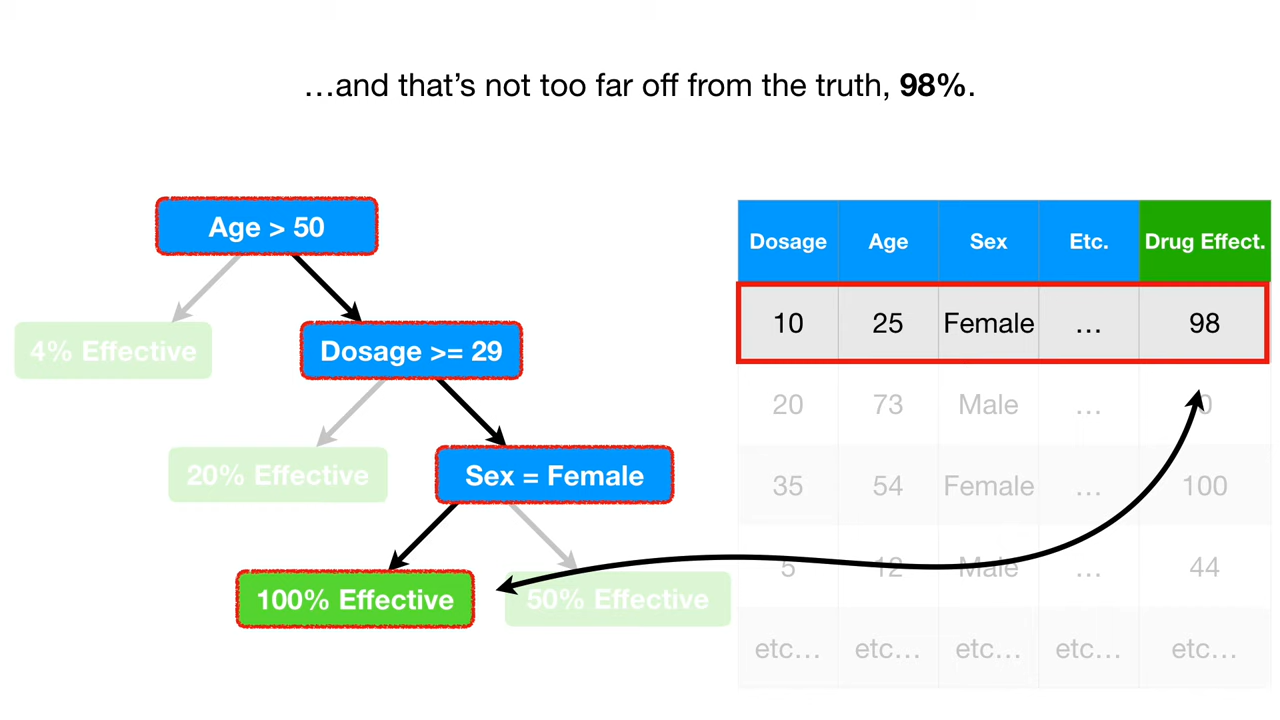 …and that’s not too far off from the truth, 98%.
Age > 50
4% Effective
Dosage >= 29
20% Effective
Sex = Female
100% Effective
50% Effective
Dosage Age Sex Etc. Drug Effect.
10 25 Female … 98
20 73 Male … 0
35 54 Female … 100
5 12 Male … 44
etc… etc… etc… etc… etc…